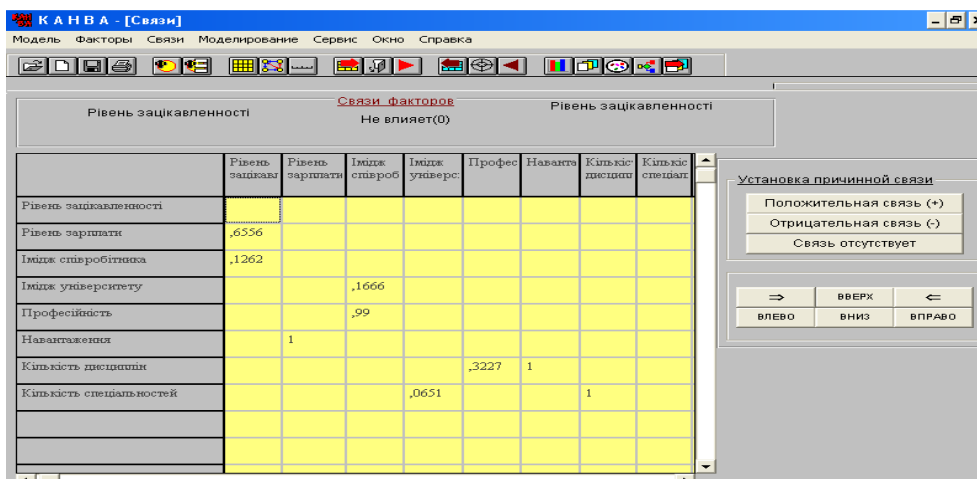 К А Н В А - [Связи]
Модель Факторы Связи Моделирование Сервис Окно Справка
Связи факторов
Рівень зацікавленності Не влияет(0) Рівень зацікавленності
Рівень Рівень Імідж Імідж Професі Наванта Кількіс Кількіс
зацікавл зарплати співроб універс: дисципл спеціал
Рівень зацікавленності
Рівень зарплати ,6556
Імідж співробітника ,1262
Імідж університету ,1666
Професійність ,99
Навантаження 1
Кількість дисциплін ,3227 1
Кількість спеціальностей ,0651 1
Установка причинной связи
Положительная связь (+)
Отрицательная связь (-)
Связь отсутствует
⇒ ВВЕРХ ⇐
ВЛЕВО ВНИЗ ВПРАВО